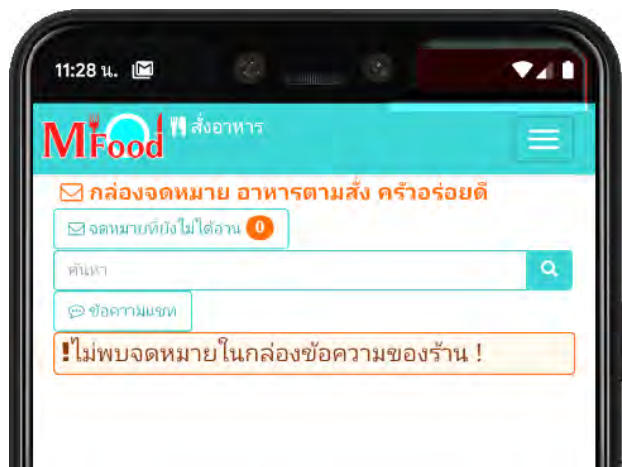 11:28 น.
MFood สั่งอาหาร
กล่องจดหมาย อาหารตามสั่ง ครัวอร่อยดี
จดหมายที่ยังไม่ได้อ่าน 0
ค้นหา
ข้อความแชท
!ไม่พบจดหมายในกล่องข้อความของร้าน !